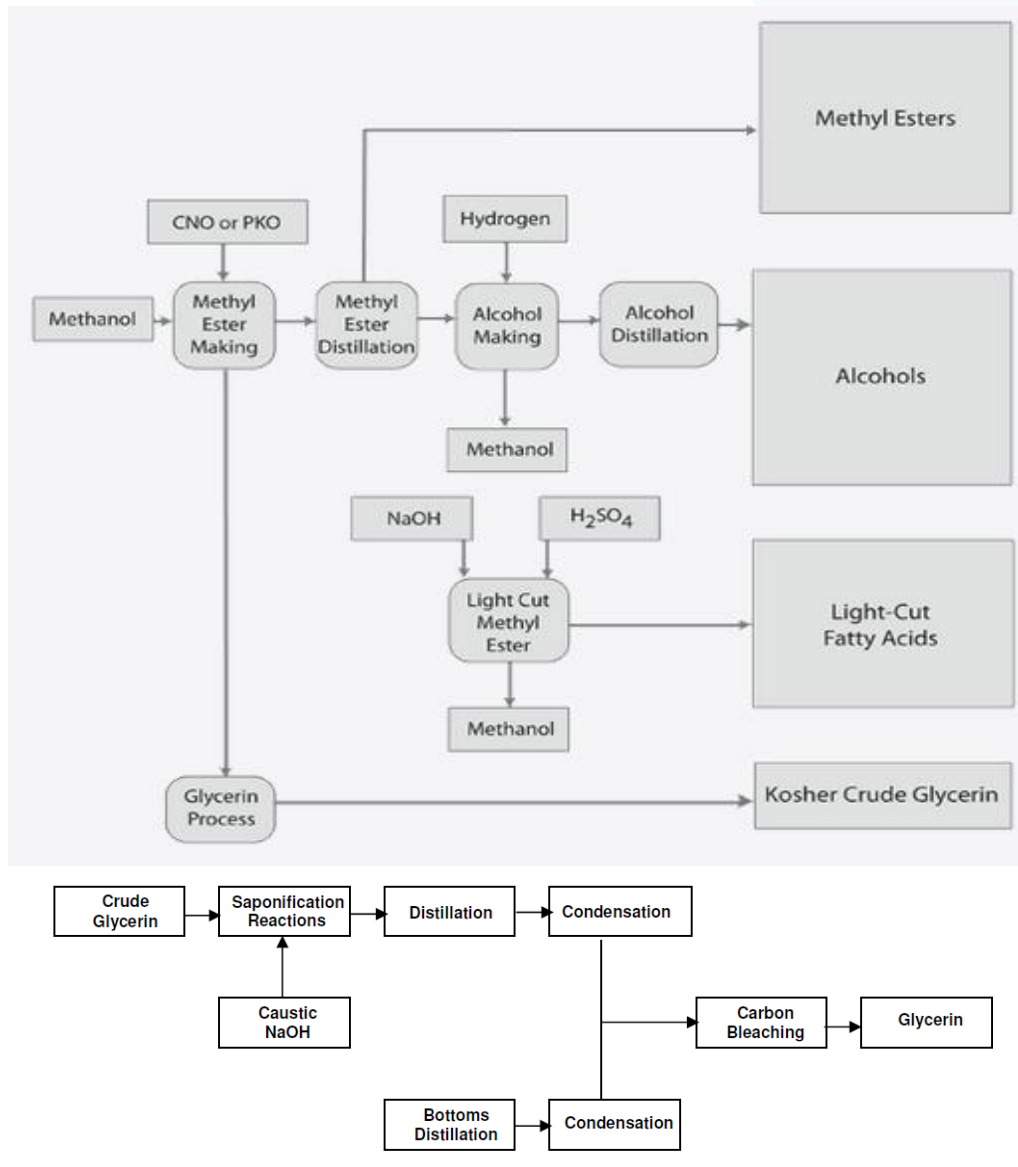 Methyl Esters
CNO or PKO
Hydrogen
Methanol
Methyl
Ester
Making
Methyl
Ester
Distillation
Alcohol
Making
Alcohol
Distillation
Alcohols
Methanol
NaOH
H₂SO₄
Light Cut
Methyl
Ester
Light-Cut
Fatty Acids
Methanol
Glycerin
Process
Kosher Crude Glycerin
Crude
Glycerin
Saponification
Reactions
Distillation
Condensation
Caustic
NaOH
Carbon
Bleaching
Glycerin
Bottoms
Distillation
Condensation